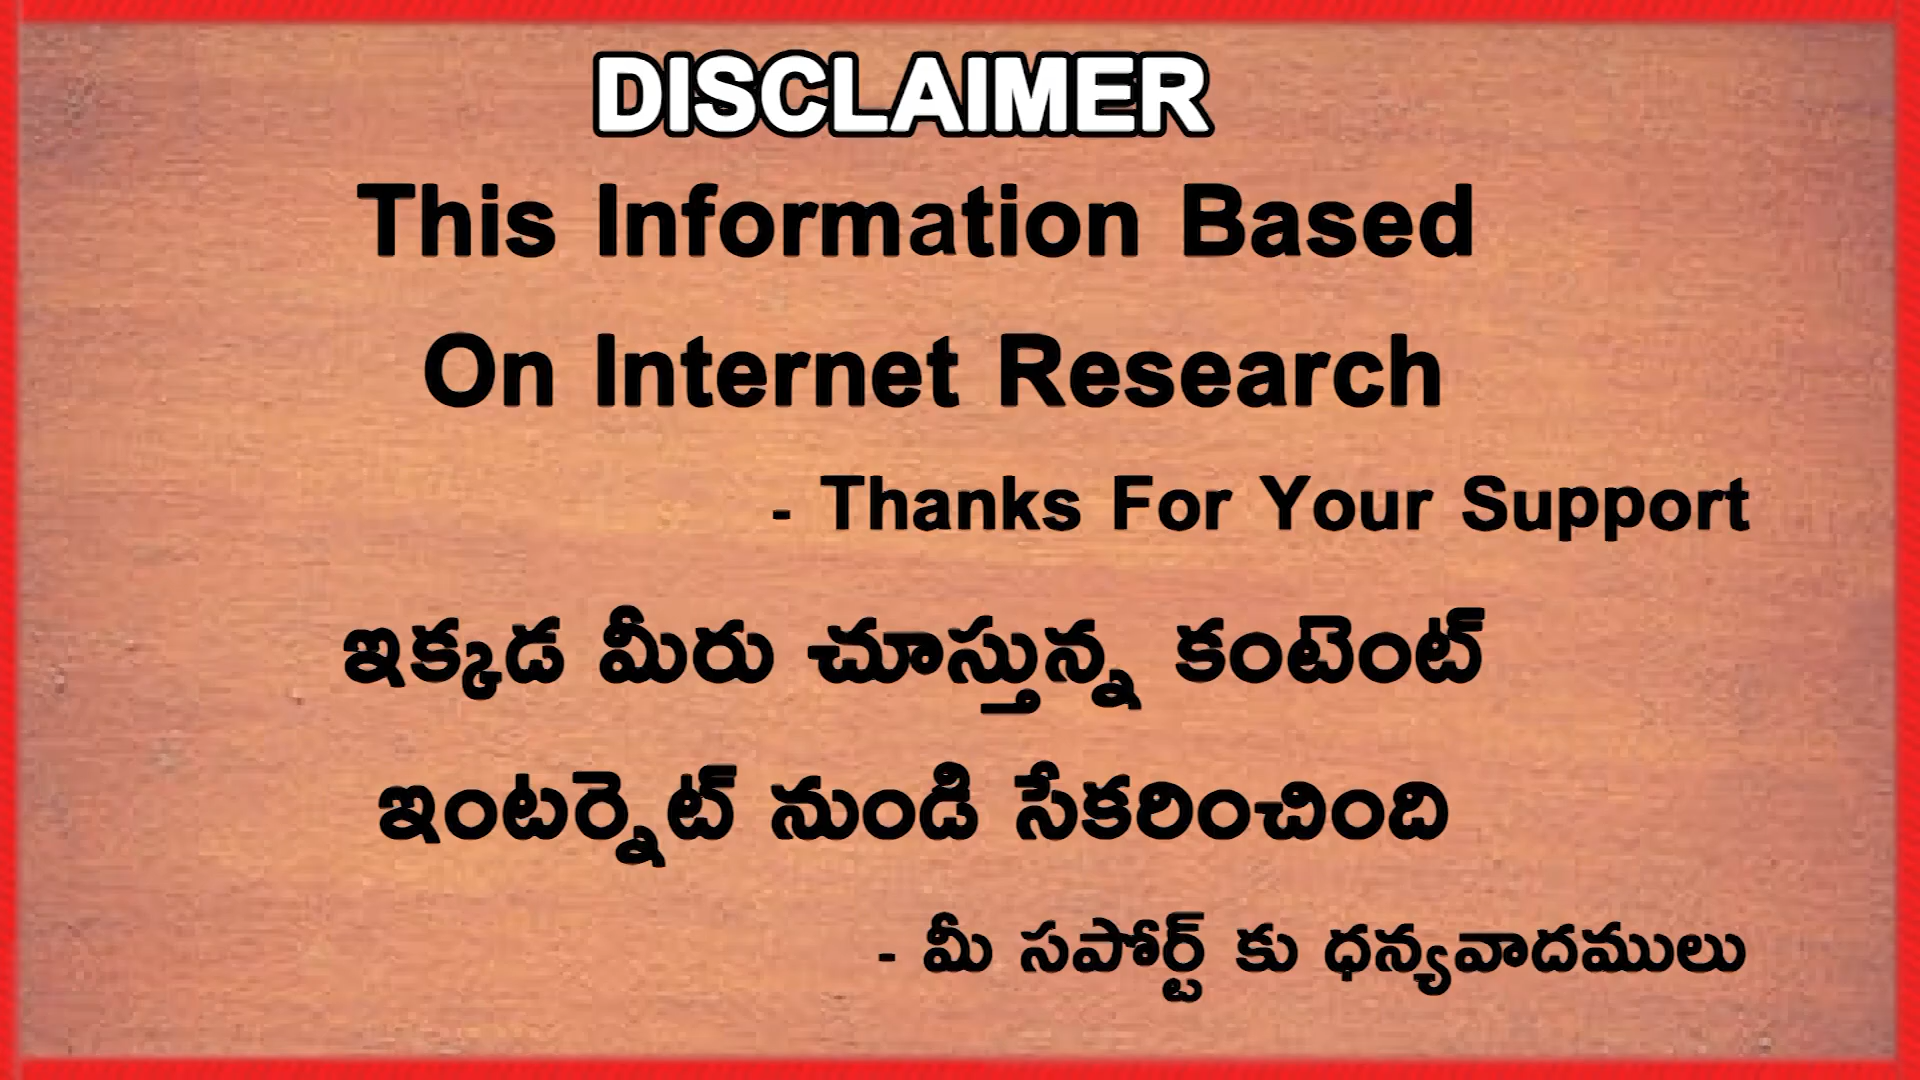 DISCLAIMER
This Information Based
On Internet Research
- Thanks For Your Support
ఇక్కడ మీరు చూస్తున్న కంటెంట్
ఇంటర్నెట్ నుండి సేకరించింది
- మీ సపోర్ట్ కు ధన్యవాదములు